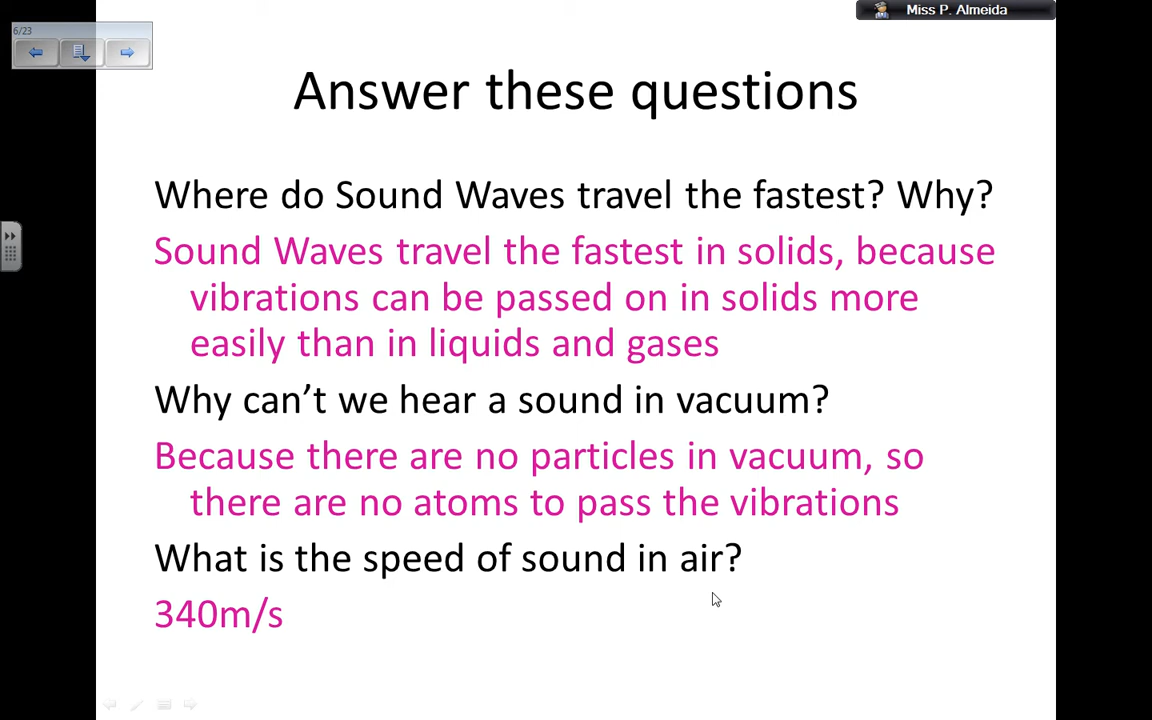 Miss P. Almeida
6/23
Answer these questions
Where do Sound Waves travel the fastest? Why?
Sound Waves travel the fastest in solids, because
vibrations can be passed on in solids more
easily than in liquids and gases
Why can’t we hear a sound in vacuum?
Because there are no particles in vacuum, so
there are no atoms to pass the vibrations
What is the speed of sound in air?
340m/s